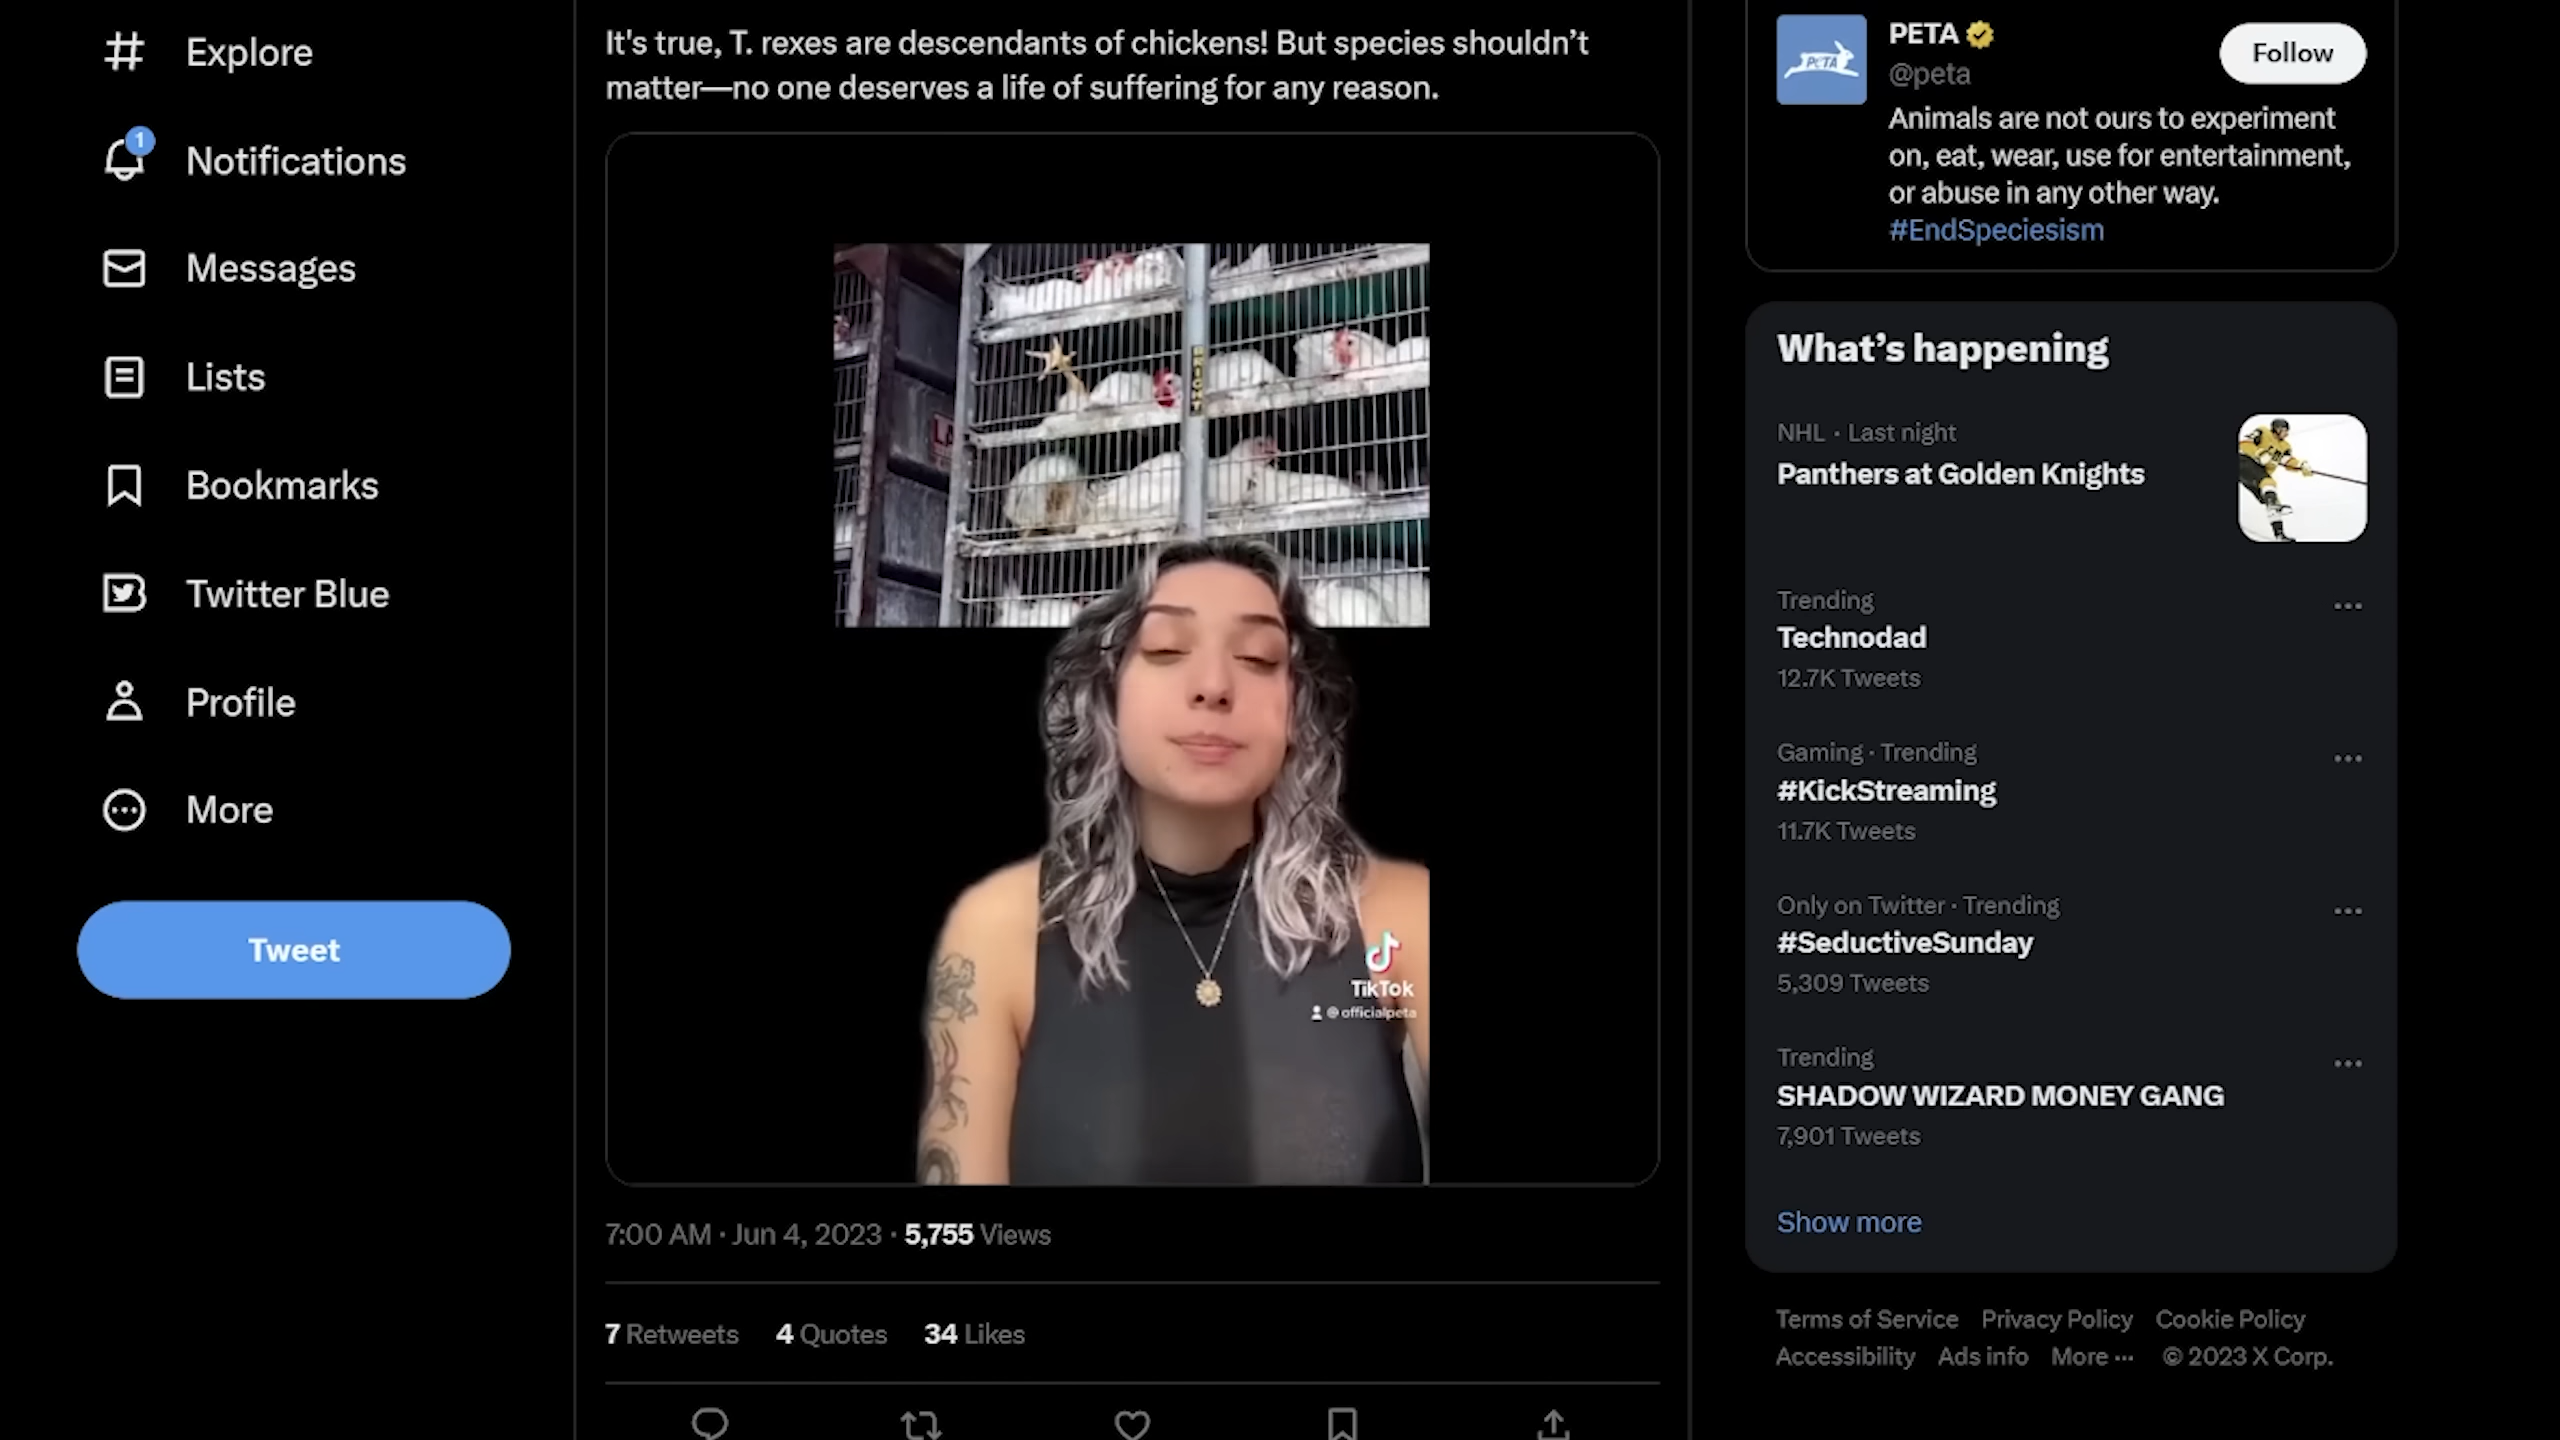 Explore
1
Notifications
Messages
Lists
Bookmarks
Twitter Blue
Profile
More
Tweet
It's true, T. rexes are descendants of chickens! But species shouldn’t
matter—no one deserves a life of suffering for any reason.
BRIGHT
TikTok
@officialpeta
7:00 AM · Jun 4, 2023 · 5,755 Views
7 Retweets 4 Quotes 34 Likes
PETA
PETA
@peta
Follow
Animals are not ours to experiment
on, eat, wear, use for entertainment,
or abuse in any other way.
#EndSpeciesism
What’s happening
NHL · Last night
Panthers at Golden Knights
Trending
Technodad
12.7K Tweets
Gaming · Trending
#KickStreaming
11.7K Tweets
Only on Twitter · Trending
#SeductiveSunday
5,309 Tweets
Trending
SHADOW WIZARD MONEY GANG
7,901 Tweets
Show more
Terms of Service Privacy Policy Cookie Policy
Accessibility Ads info More ··· © 2023 X Corp.